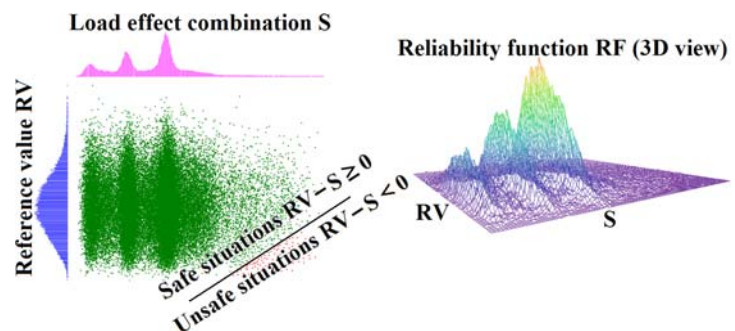 Load effect combination S
Reference value RV
Safe situations RV−S ≥ 0
Unsafe situations RV−S < 0
Reliability function RF (3D view)
RV
S